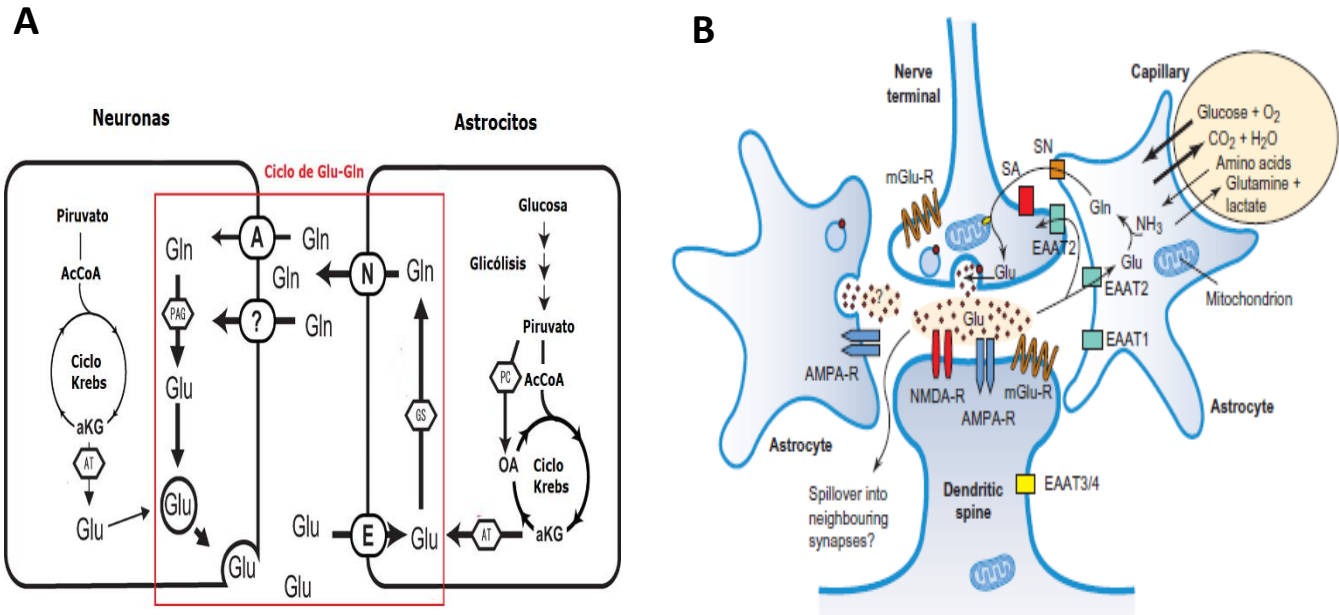 A
Neuronas
Astrocitos
Ciclo de Glu-Gln
Piruvato
AcCoA
Ciclo
Krebs
aKG
AT
Glu
Gln
PAG
Glu
Glu
Glu
A
Gln
Gln
?
Gln
N
Gln
GS
Glu
E
Glu
Glu
Glucosa
Glicólisis
Piruvato
PC
AcCoA
OA
Ciclo
Krebs
aKG
AT
B
Nerve
terminal
Capillary
Glucose + O₂
CO₂ + H₂O
Amino acids
Glutamine +
lactate
mGlu-R
SA
SN
Gln
NH₃
Glu
EAAT2
Glu
EAAT2
Mitochondrion
EAAT1
?
Glu
AMPA-R
NMDA-R
AMPA-R
mGlu-R
Astrocyte
Astrocyte
Spillover into
neighbouring
synapses?
Dendritic
spine
EAAT3/4